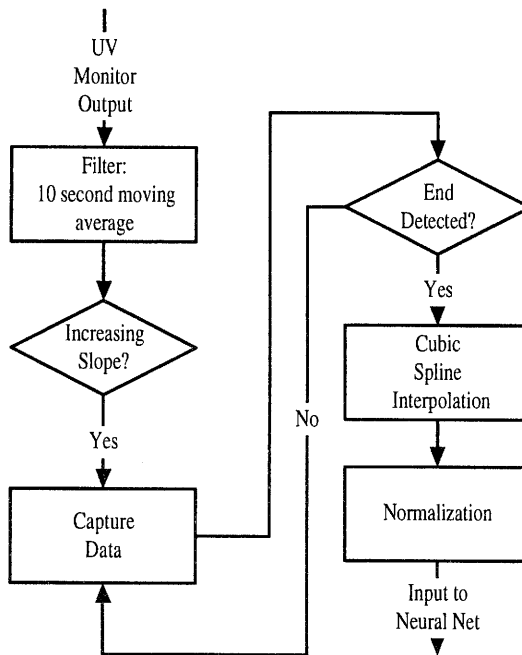 UV
Monitor
Output
Filter:
10 second moving
average
Increasing
Slope?
Yes
Capture
Data
No
End
Detected?
Yes
Cubic
Spline
Interpolation
Normalization
Input to
Neural Net